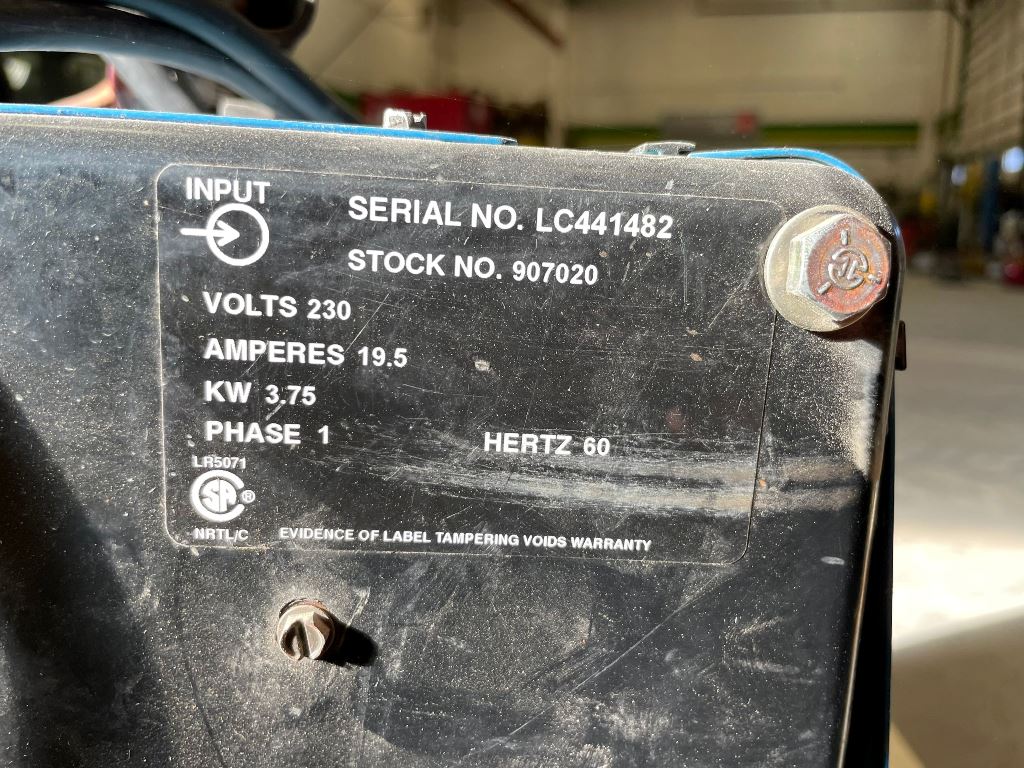 INPUT
SERIAL NO. LC441482
STOCK NO. 907020
VOLTS 230
AMPERES 19.5
KW 3.75
PHASE 1
HERTZ 60
LR5071
SA ®
NRTL/C
EVIDENCE OF LABEL TAMPERING VOIDS WARRANTY